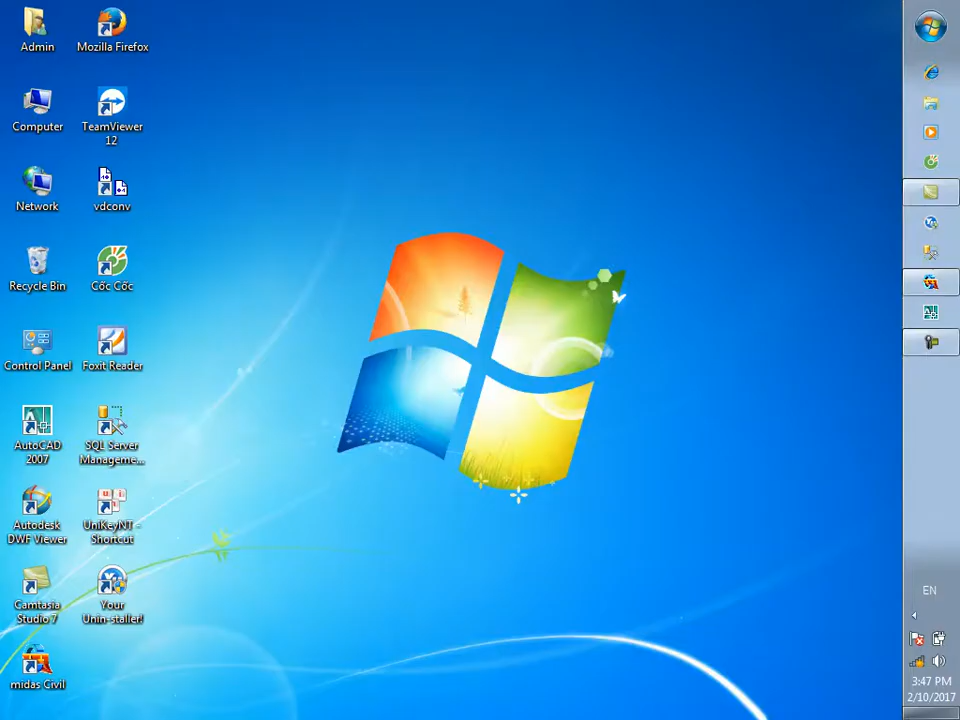 Admin
Mozilla Firefox
Computer
TeamViewer
12
Network
vdconv
Recycle Bin
Cốc Cốc
Control Panel
Foxit Reader
AutoCAD
2007
SQL Server
Manageme...
Autodesk
DWF Viewer
UniKeyNT -
Shortcut
Camtasia
Studio 7
Your
Unin-staller!
midas Civil
EN
3:47 PM
2/10/2017